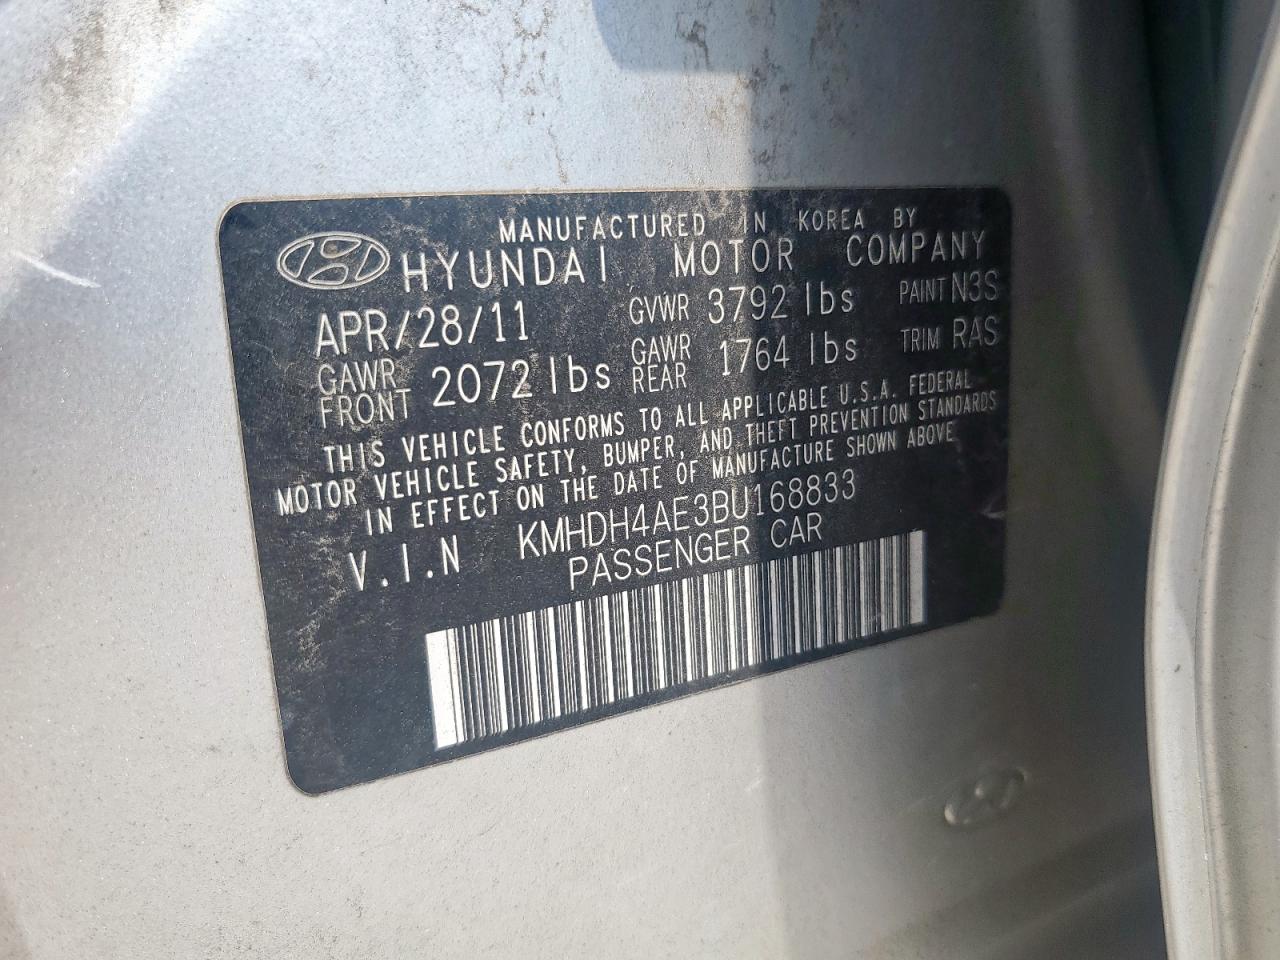 MANUFACTURED IN KOREA BY
HYUNDAI MOTOR COMPANY
APR/28/11 GVWR 3792 lbs PAINT N3S
GAWR FRONT 2072 lbs GAWR REAR 1764 lbs TRIM RAS
THIS VEHICLE CONFORMS TO ALL APPLICABLE U.S.A. FEDERAL
MOTOR VEHICLE SAFETY, BUMPER, AND THEFT PREVENTION STANDARDS
IN EFFECT ON THE DATE OF MANUFACTURE SHOWN ABOVE
V.I.N KMHDH4AE3BU168833
PASSENGER CAR